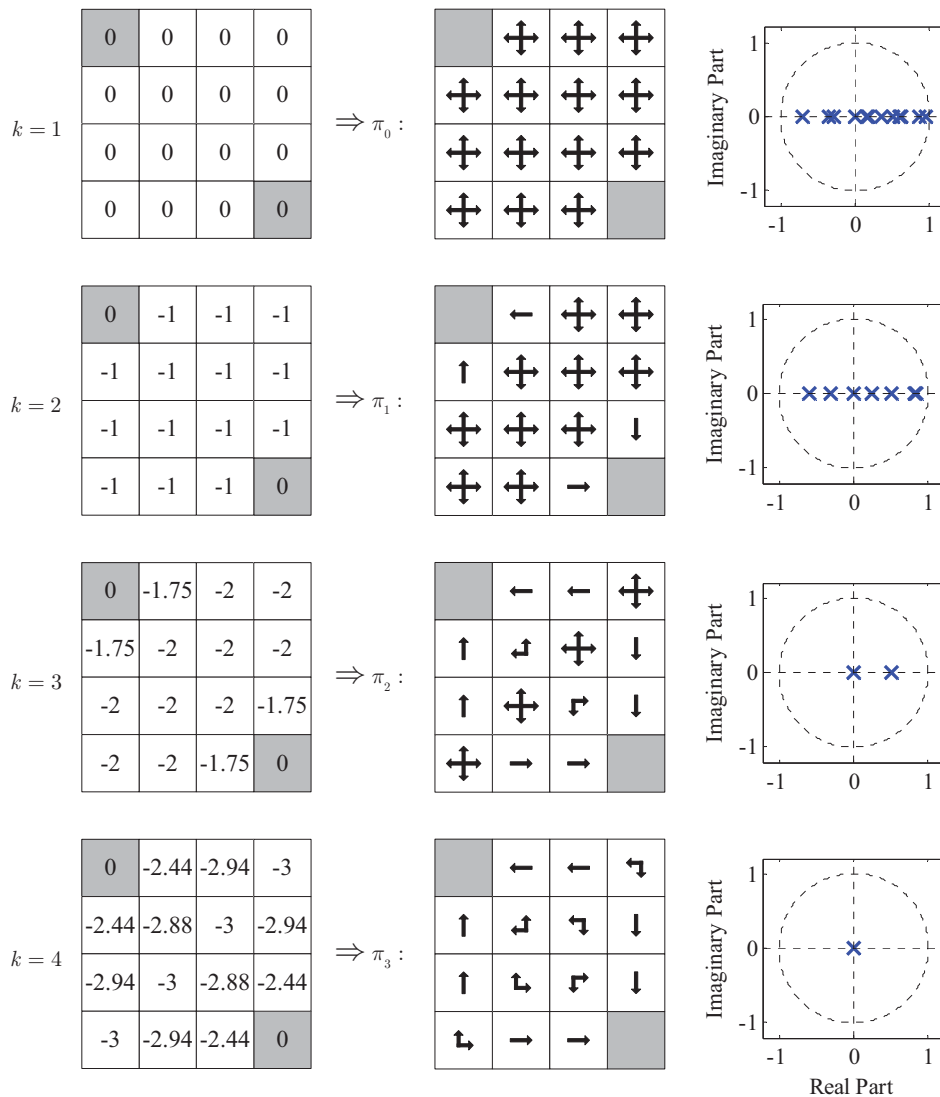 0 0 0 0
0 0 0 0
k = 1 ⇒ π₀ :
0 0 0 0
0 0 0 0
Imaginary Part
1
0
-1
-1 0 1
0 -1 -1 -1
-1 -1 -1 -1
k = 2 ⇒ π₁ :
-1 -1 -1 -1
-1 -1 -1 0
Imaginary Part
1
0
-1
-1 0 1
0 -1.75 -2 -2
-1.75 -2 -2 -2
k = 3 ⇒ π₂ :
-2 -2 -2 -1.75
-2 -2 -1.75 0
Imaginary Part
1
0
-1
-1 0 1
0 -2.44 -2.94 -3
-2.44 -2.88 -3 -2.94
k = 4 ⇒ π₃ :
-2.94 -3 -2.88 -2.44
-3 -2.94 -2.44 0
Imaginary Part
1
0
-1
-1 0 1
Real Part